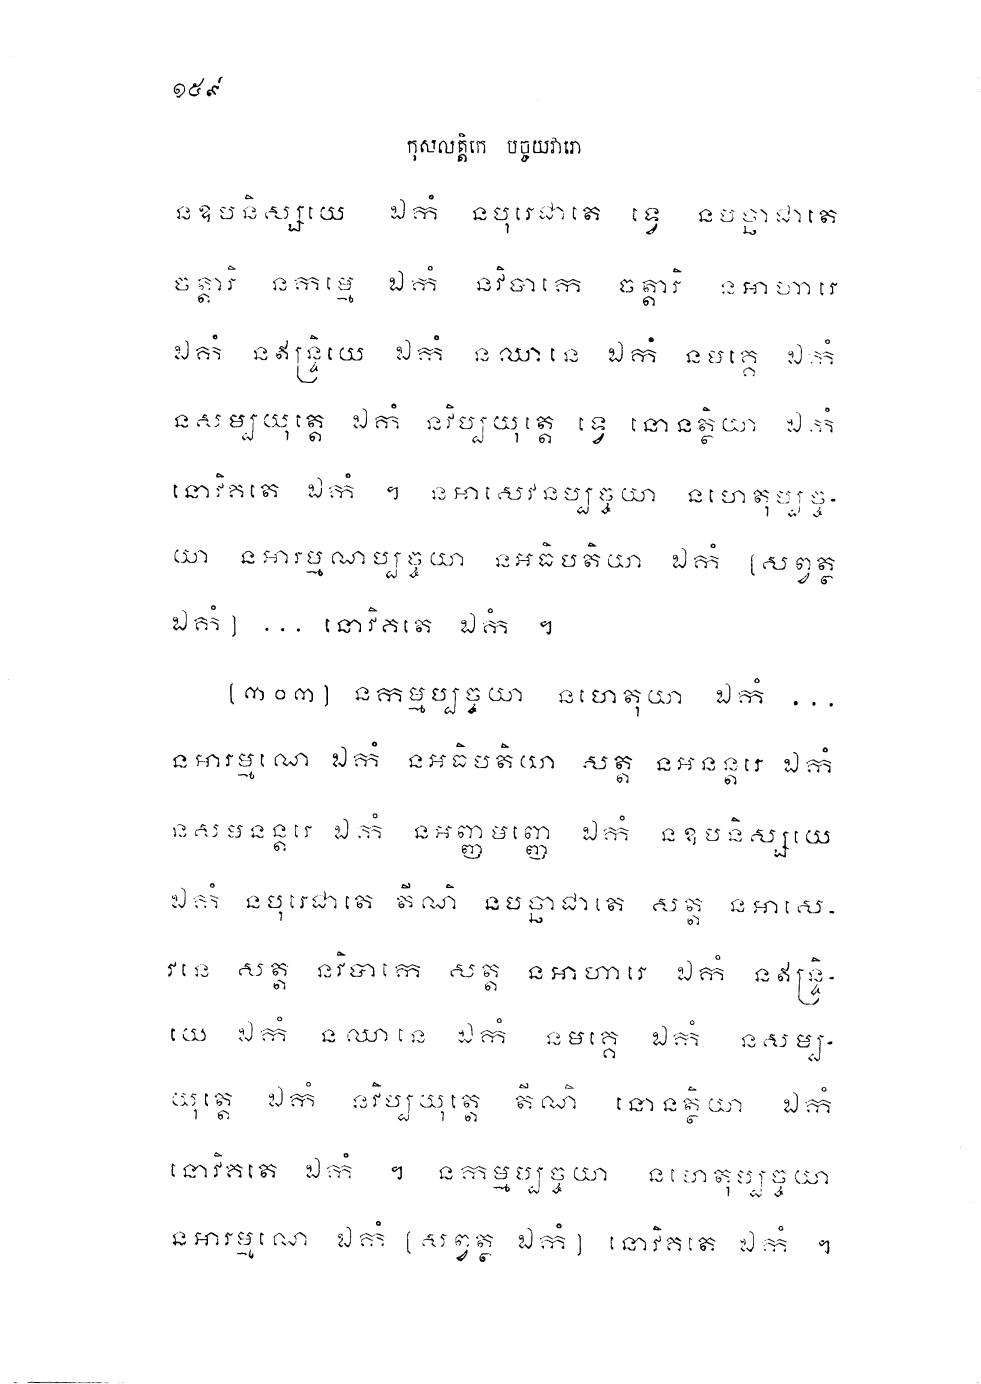 ១៥៩
កុសលត្តិកេ បច្ចយវារោ
នឧបនិស្សយេ ឯកំ នបុរេជាតេ ទ្វេ នបច្ឆាជាតេ
ចត្តារិ នកម្មេ ឯកំ នវិបាកេ ចត្តារិ នអាហារេ
ឯកំ នឥន្ទ្រិយេ ឯកំ នឈានេ ឯកំ នមគ្គេ ឯកំ
នសម្បយុត្តេ ឯកំ នវិប្បយុត្តេ ទ្វេ នោនត្ថិយា ឯកំ
នោវិគតេ ឯកំ ។ នអាសេវនប្បច្ចយា នហេតុប្បច្ច-
យា នអារម្មណប្បច្ចយា នអធិបតិយា ឯកំ (សព្វត្ថ
ឯកំ) ... នោវិគតេ ឯកំ ។
(៣០៣) នកម្មប្បច្ចយា នហេតុយា ឯកំ ...
នអារម្មណេ ឯកំ នអធិបតិយា សត្ត នអនន្តរេ ឯកំ
នសមនន្តរេ ឯកំ នអញ្ញមញ្ញេ ឯកំ នឧបនិស្សយេ
ឯកំ នបុរេជាតេ តីណិ នបច្ឆាជាតេ សត្ត នអាសេ-
វនេ សត្ត នវិបាកេ សត្ត នអាហារេ ឯកំ នឥន្ទ្រិ-
យេ ឯកំ នឈានេ ឯកំ នមគ្គេ ឯកំ នសម្ប-
យុត្តេ ឯកំ នវិប្បយុត្តេ តីណិ នោនត្ថិយា ឯកំ
នោវិគតេ ឯកំ ។ នកម្មប្បច្ចយា នហេតុប្បច្ចយា
នអារម្មណេ ឯកំ (សព្វត្ថ ឯកំ) នោវិគតេ ឯកំ ។